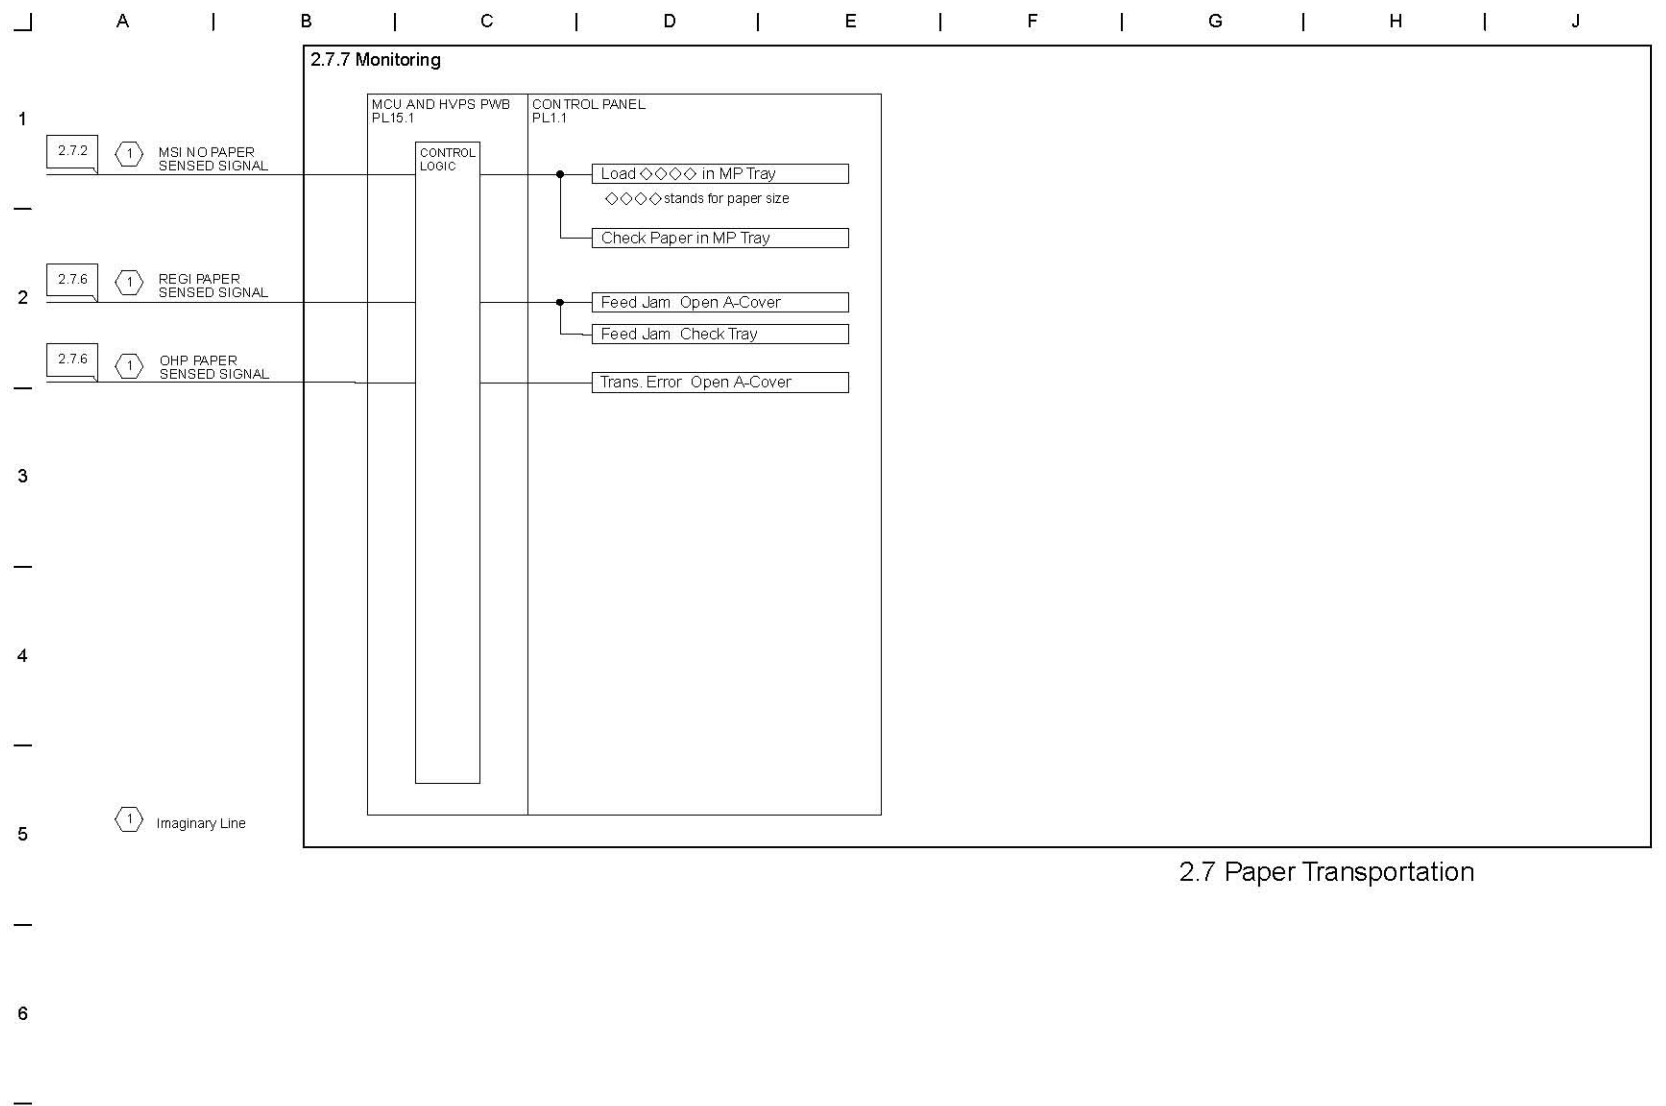 A B C D E F G H J
2.7.7 Monitoring
MCU AND HVPS PWB
PL15.1
CONTROL PANEL
PL1.1
1
2.7.2
1
MSI NO PAPER
SENSED SIGNAL
CONTROL
LOGIC
Load ◇◇◇◇ in MP Tray
◇◇◇◇ stands for paper size
Check Paper in MP Tray
2
2.7.6
1
REGI PAPER
SENSED SIGNAL
Feed Jam Open A-Cover
Feed Jam Check Tray
2.7.6
1
OHP PAPER
SENSED SIGNAL
Trans. Error Open A-Cover
3
4
5
1
Imaginary Line
2.7 Paper Transportation
6